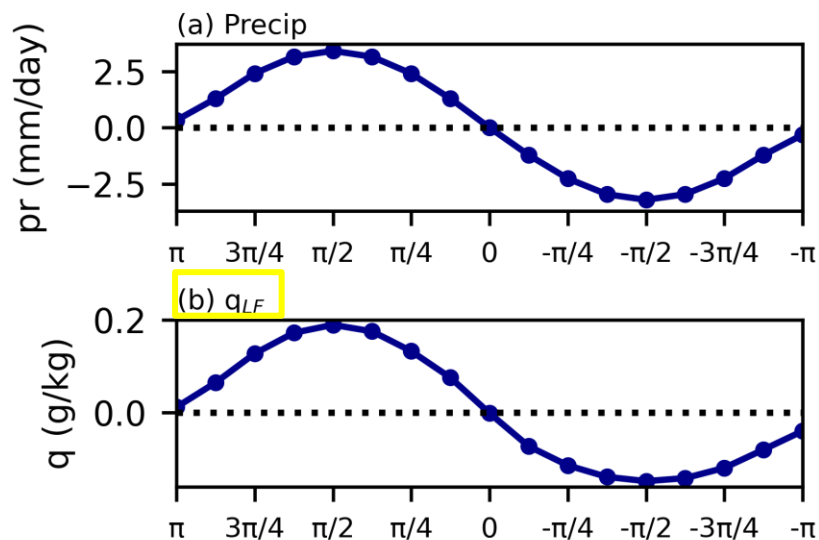 (a) Precip
pr (mm/day)
2.5
0.0
−2.5
π 3π/4 π/2 π/4 0 -π/4 -π/2 -3π/4 -π
(b) q_LF
q (g/kg)
0.2
0.0
π 3π/4 π/2 π/4 0 -π/4 -π/2 -3π/4 -π